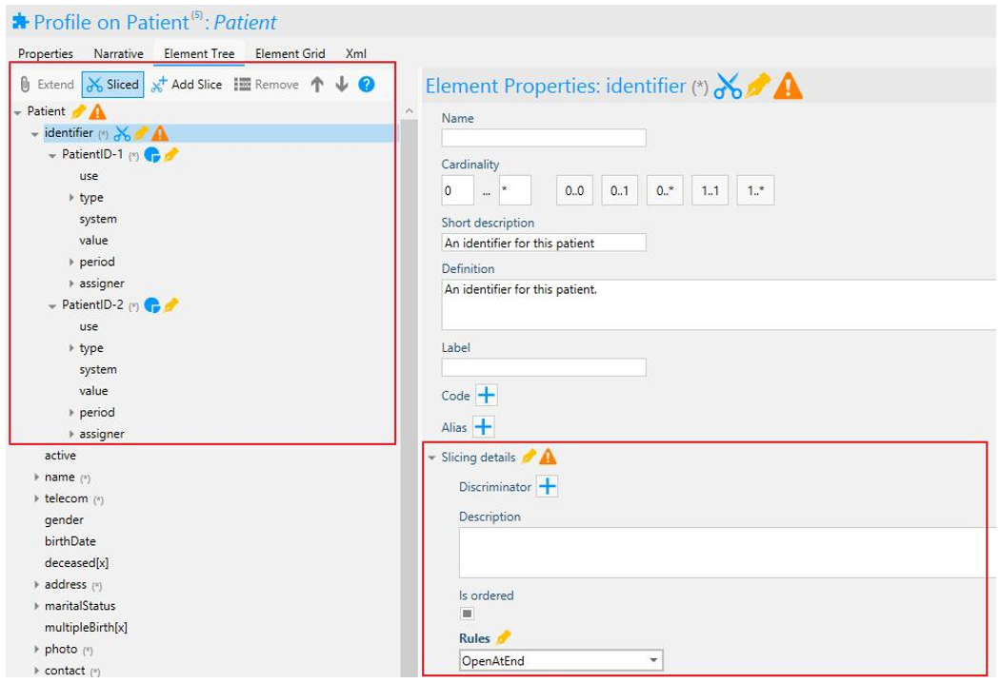 Profile on Patient(5): Patient
Properties Narrative Element Tree Element Grid Xml
Extend Sliced Add Slice Remove ?
Patient
identifier (*)
PatientID-1 (*)
use
type
system
value
period
assigner
PatientID-2 (*)
use
type
system
value
period
assigner
active
name (*)
telecom (*)
gender
birthDate
deceased[x]
address (*)
maritalStatus
multipleBirth[x]
photo (*)
contact (*)
Element Properties: identifier (*)
Name
Cardinality
0 ... * 0..0 0..1 0..* 1..1 1..*
Short description
An identifier for this patient
Definition
An identifier for this patient.
Label
Code
Alias
Slicing details
Discriminator
Description
Is ordered
Rules
OpenAtEnd